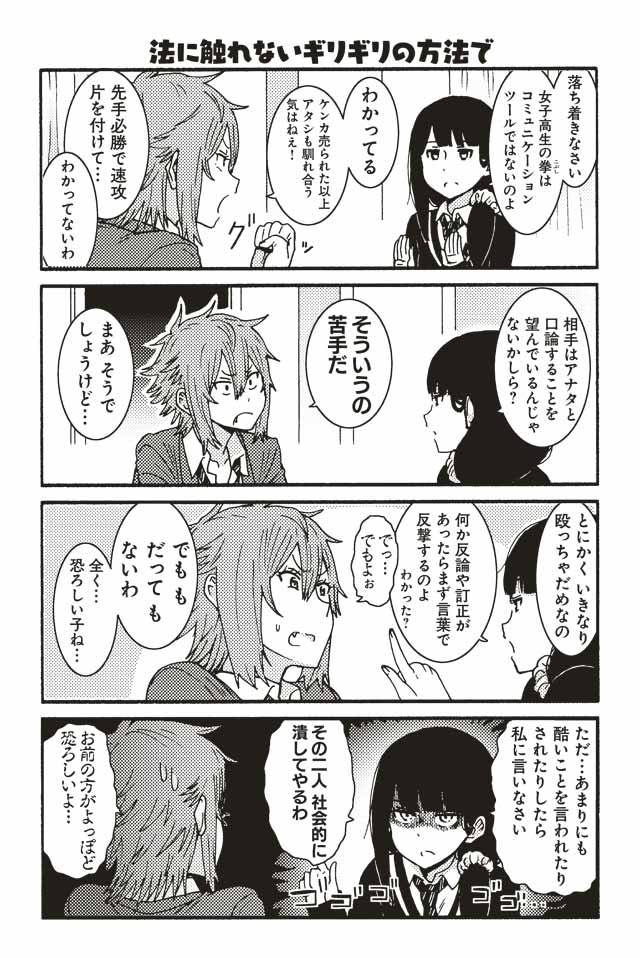 法に触れないギリギリの方法で
落ち着きなさい
女子高生の拳は
こぶし
コミュニケーション
ツールではないのよ
わかってる
ケンカ売られた以上
アタシも馴れ合う
気はねぇ!
グ゛
先手必勝で速攻
片を付けて…
わかってないわ
相手はアナタと
口論することを
望んでいるんじゃ
ないかしら?
そういうの
苦手だ
まあ そうで
しょうけど…
とにかく いきなり
殴っちゃだめなの
何か反論や訂正が
あったらまず言葉で
反撃するのよ
わかった?
でっ…
でもよぉ
でもも
だっても
ないわ
全く…
恐ろしい子ね…
ただ…あまりにも
酷いことを言われたり
されたりしたら
私に言いなさい
その二人 社会的に
潰してやるわ
ゴゴゴゴゴ…
お前の方がよっぽど
恐ろしいよ…